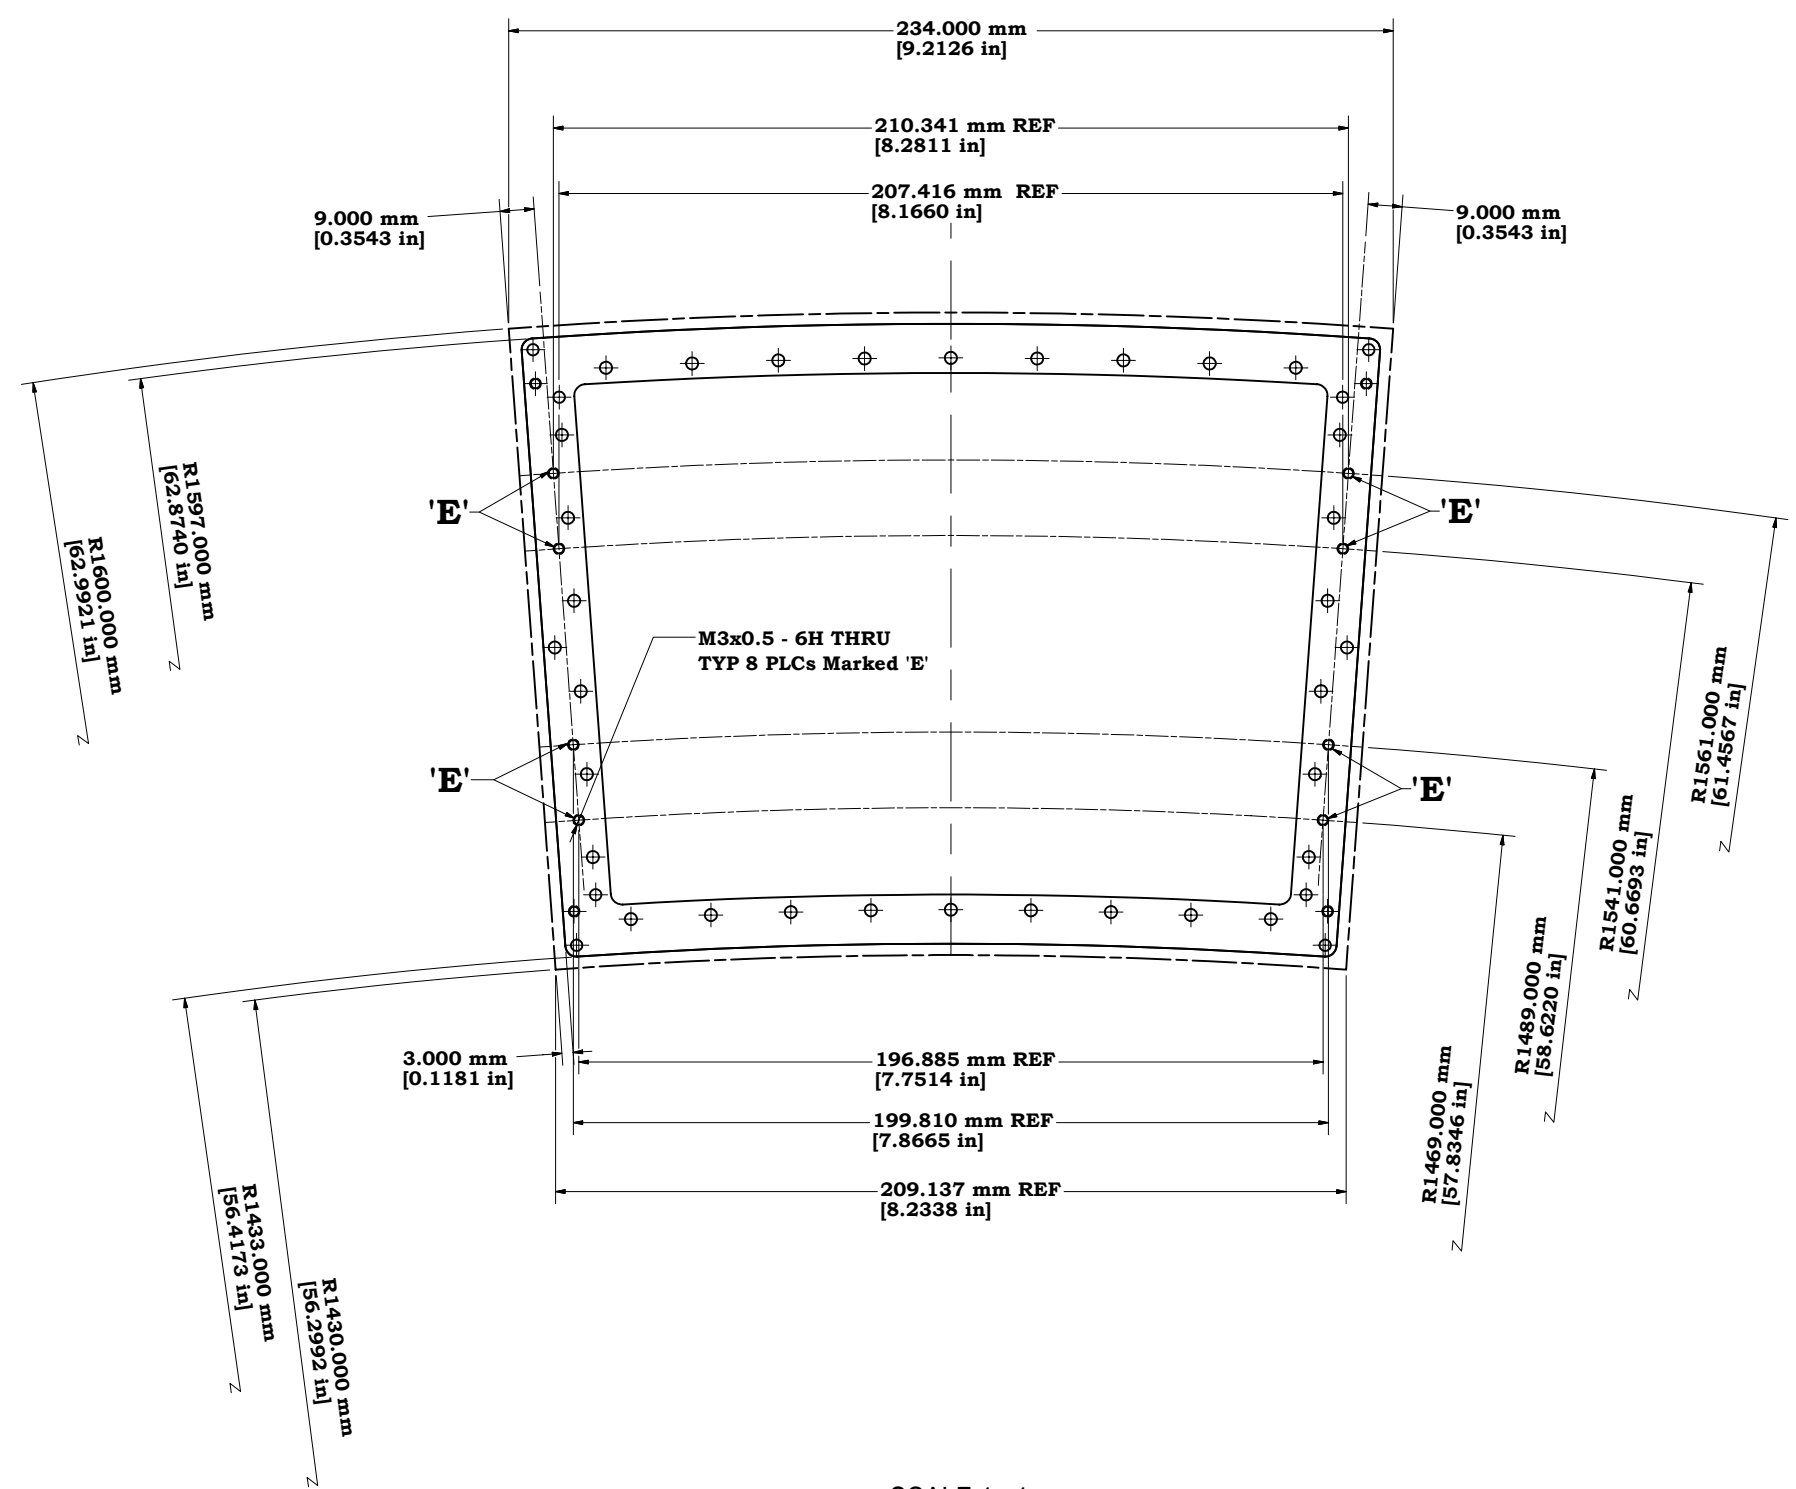 234.000 mm
[9.2126 in]
210.341 mm REF
[8.2811 in]
207.416 mm REF
[8.1660 in]
9.000 mm
[0.3543 in]
9.000 mm
[0.3543 in]
R1597.000 mm
[62.8740 in]
R1600.000 mm
[62.9921 in]
'E'
'E'
M3x0.5 - 6H THRU
TYP 8 PLCs Marked 'E'
'E'
'E'
R1561.000 mm
[61.4567 in]
R1541.000 mm
[60.6693 in]
R1489.000 mm
[58.6220 in]
R1469.000 mm
[57.8346 in]
3.000 mm
[0.1181 in]
196.885 mm REF
[7.7514 in]
199.810 mm REF
[7.8665 in]
209.137 mm REF
[8.2338 in]
R1433.000 mm
[56.4173 in]
R1430.000 mm
[56.2992 in]